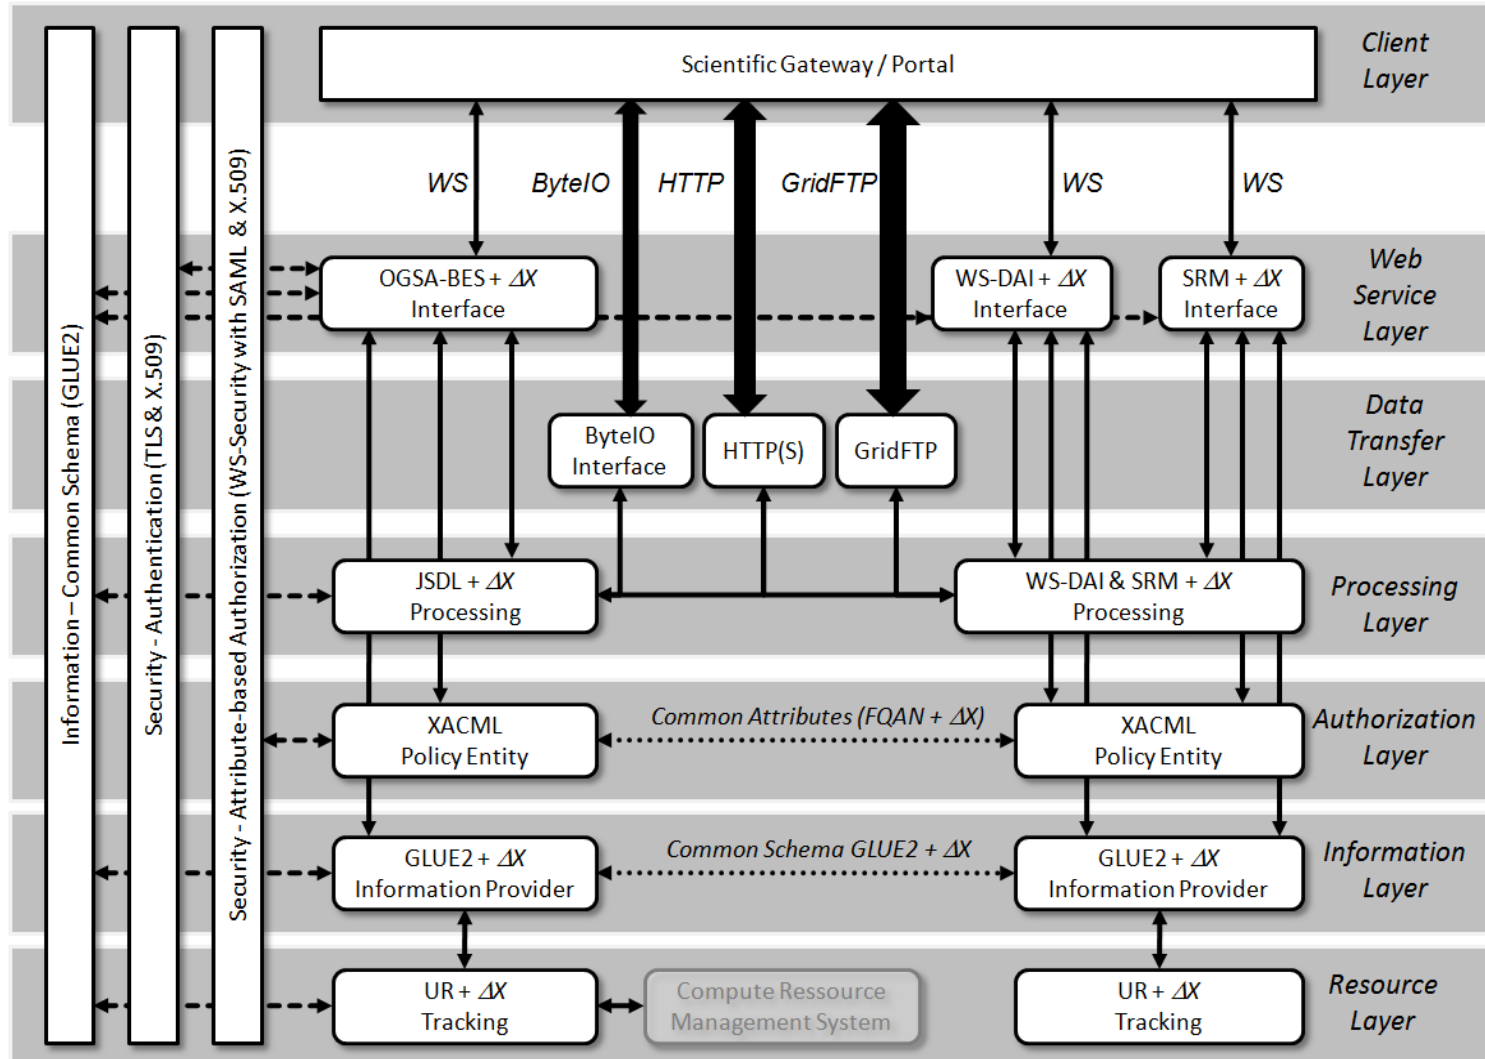 Client
Layer
Scientific Gateway / Portal
WS
ByteIO
HTTP
GridFTP
WS
WS
Information – Common Schema (GLUE2)
Security - Authentication (TLS & X.509)
Security - Attribute-based Authorization (WS-Security with SAML & X.509)
OGSA-BES + ΔX
Interface
WS-DAI + ΔX
Interface
SRM + ΔX
Interface
Web
Service
Layer
ByteIO
Interface
HTTP(S)
GridFTP
Data
Transfer
Layer
JSDL + ΔX
Processing
WS-DAI & SRM + ΔX
Processing
Processing
Layer
XACML
Policy Entity
Common Attributes (FQAN + ΔX)
XACML
Policy Entity
Authorization
Layer
GLUE2 + ΔX
Information Provider
Common Schema GLUE2 + ΔX
GLUE2 + ΔX
Information Provider
Information
Layer
UR + ΔX
Tracking
Compute Ressource
Management System
UR + ΔX
Tracking
Resource
Layer